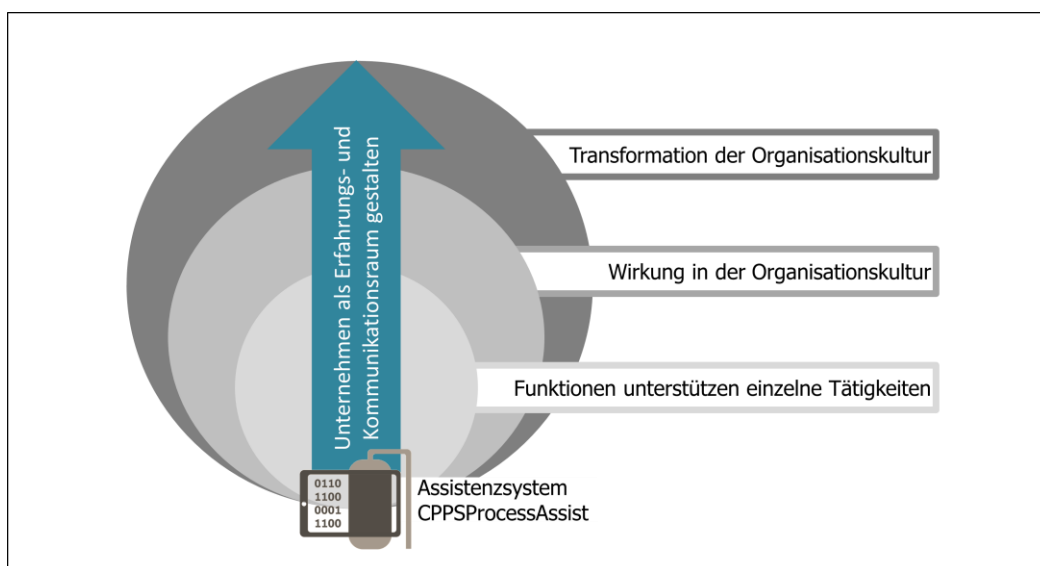 Unternehmen als Erfahrungs- und
Kommunikationsraum gestalten
Transformation der Organisationskultur
Wirkung in der Organisationskultur
Funktionen unterstützen einzelne Tätigkeiten
0110
1100
0001
1100
Assistenzsystem
CPPSProcessAssist